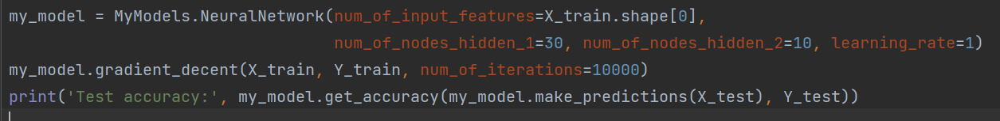 my_model = MyModels.NeuralNetwork(num_of_input_features=X_train.shape[0],
num_of_nodes_hidden_1=30, num_of_nodes_hidden_2=10, learning_rate=1)
my_model.gradient_decent(X_train, Y_train, num_of_iterations=10000)
print('Test accuracy:', my_model.get_accuracy(my_model.make_predictions(X_test), Y_test))